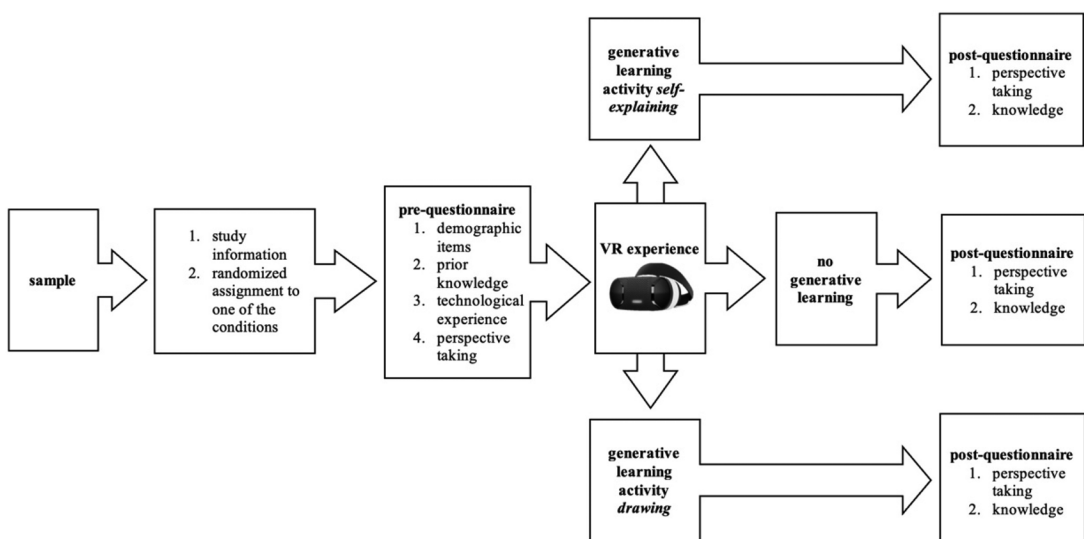 sample
1. study
information
2. randomized
assignment to
one of the
conditions
pre-questionnaire
1. demographic
items
2. prior
knowledge
3. technological
experience
4. perspective
taking
VR experience
generative
learning
activity self-
explaining
post-questionnaire
1. perspective
taking
2. knowledge
no
generative
learning
post-questionnaire
1. perspective
taking
2. knowledge
generative
learning
activity
drawing
post-questionnaire
1. perspective
taking
2. knowledge